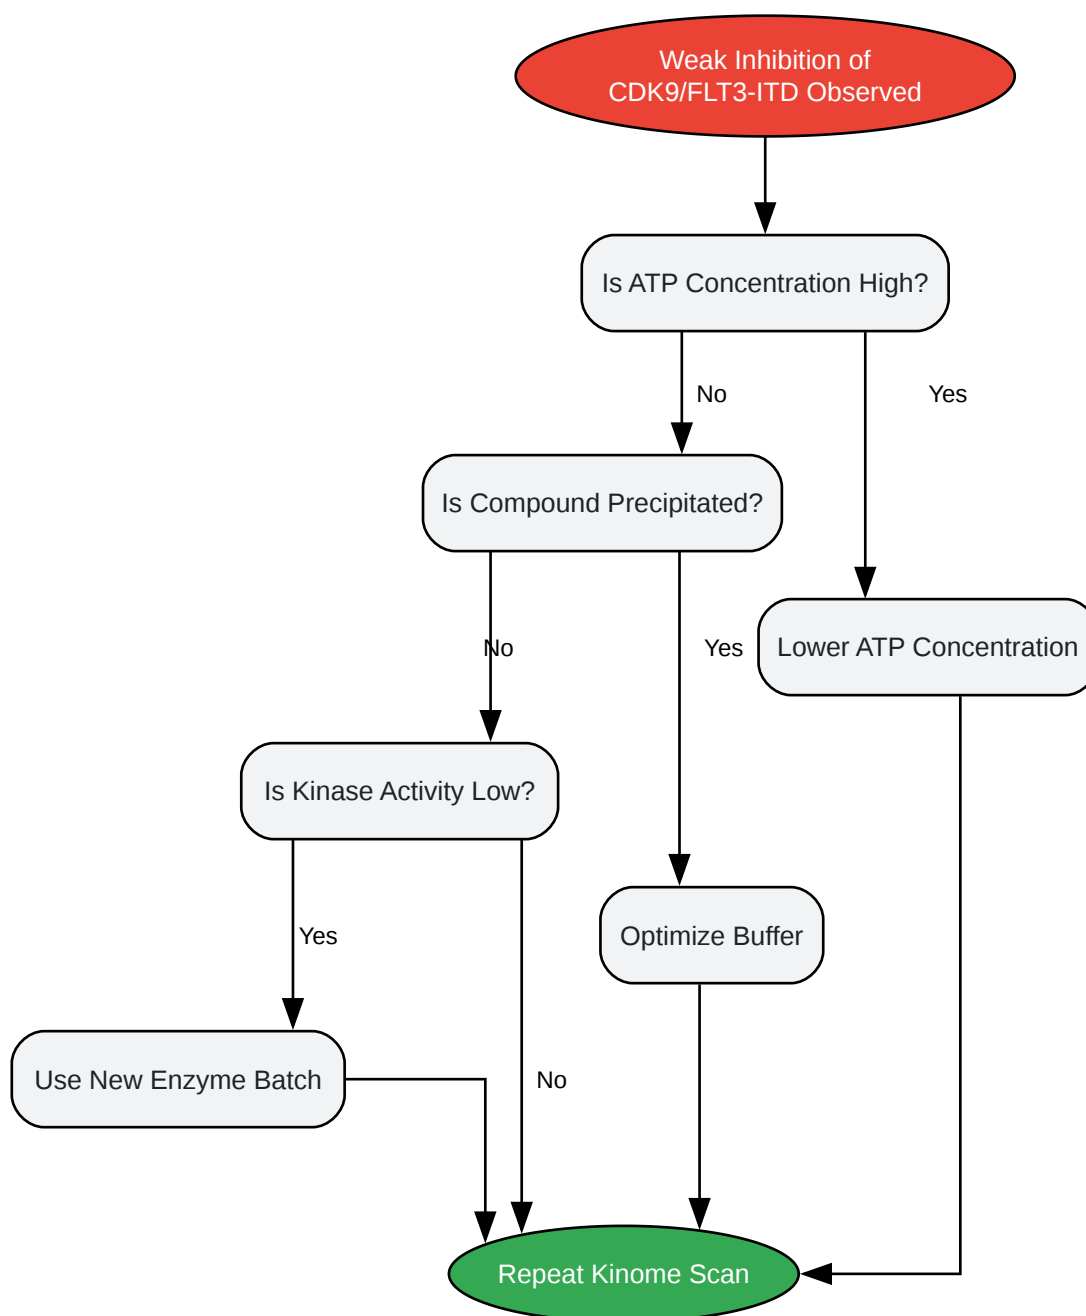 Weak Inhibition of
CDK9/FLT3-ITD Observed
Is ATP Concentration High?
No
Yes
Is Compound Precipitated?
No
Yes
Lower ATP Concentration
Is Kinase Activity Low?
Yes
Optimize Buffer
Use New Enzyme Batch
No
Repeat Kinome Scan